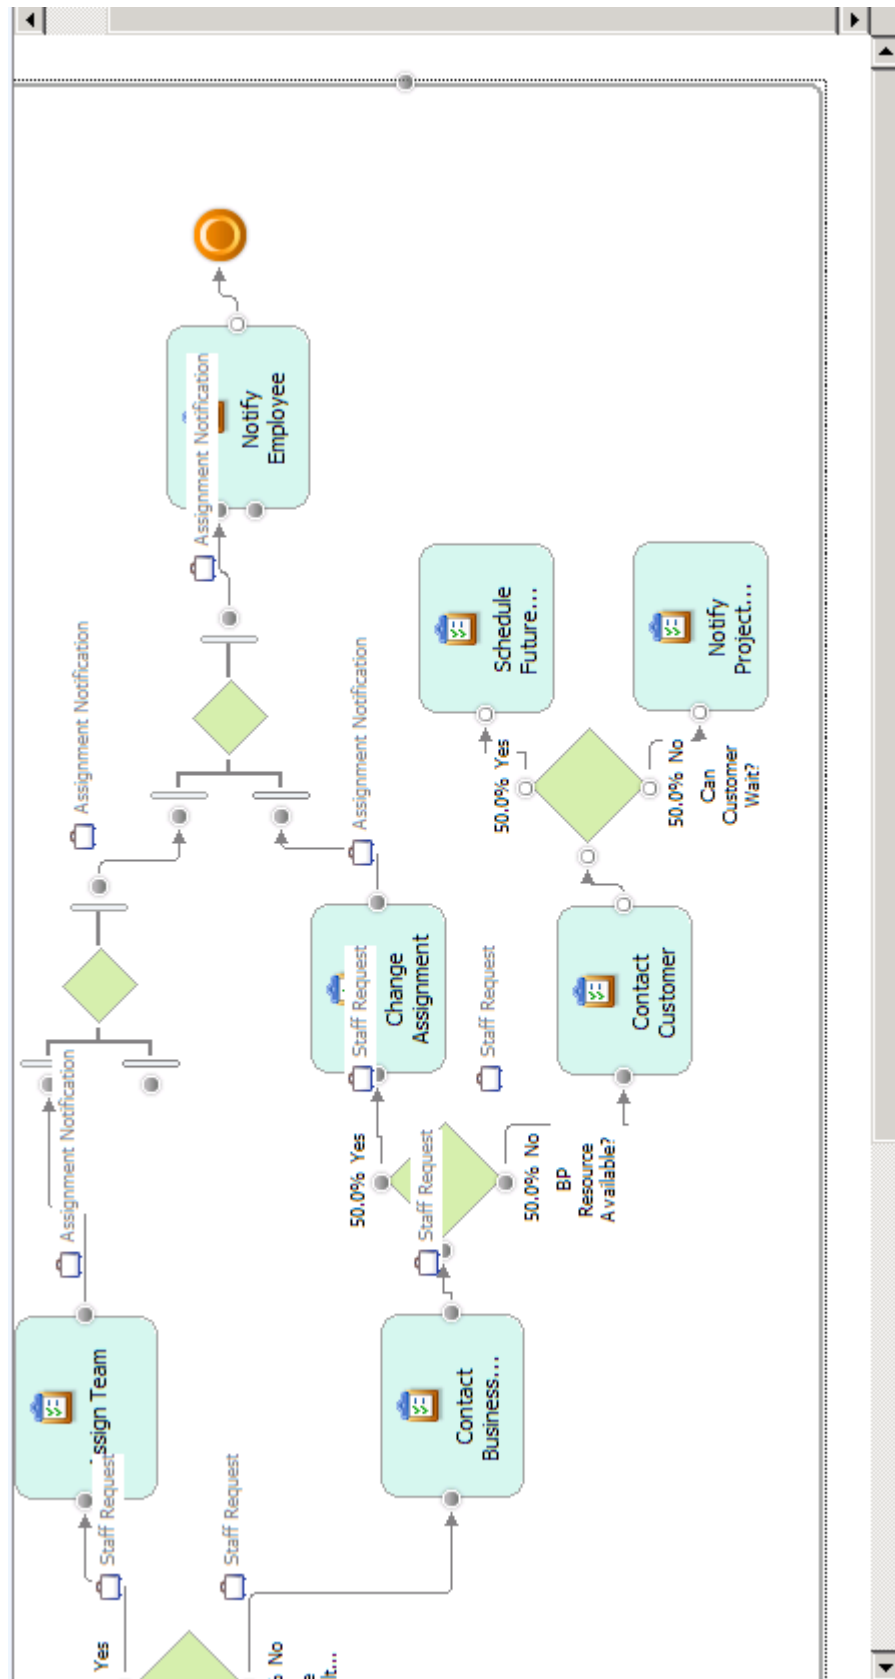 Yes
No
Staff Request
Staff Request
ssign Team
Contact
Business...
Assignment Notification
Staff Request
50.0% Yes
50.0% No
BP
Resource
Available?
Staff Request
Staff Request
Change
Assignment
Contact
Customer
Assignment Notification
Assignment Notification
50.0% Yes
50.0% No
Can
Customer
Wait?
Schedule
Future...
Notify
Project...
Assignment Notification
Notify
Employee